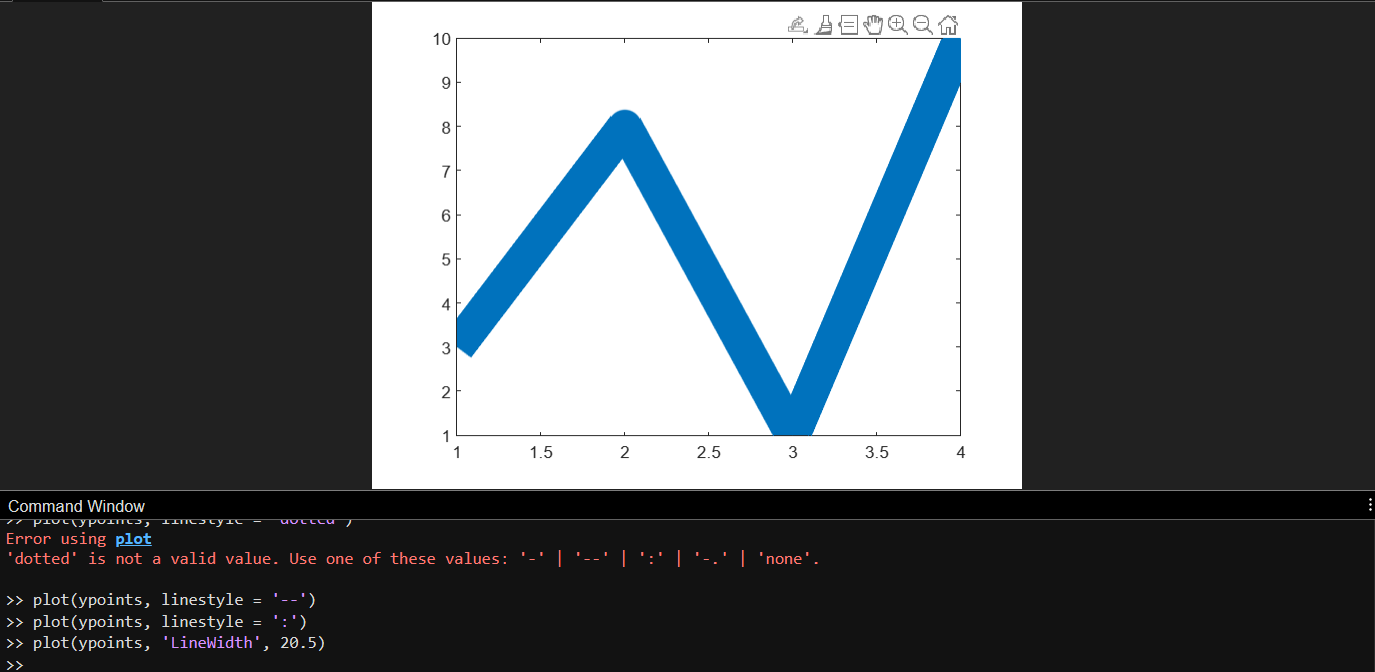 10
9
8
7
6
5
4
3
2
1
1 1.5 2 2.5 3 3.5 4
Command Window
>> plot(ypoints, linestyle = 'dotted')
Error using plot
'dotted' is not a valid value. Use one of these values: '-' | '--' | ':' | '-.' | 'none'.
>> plot(ypoints, linestyle = '--')
>> plot(ypoints, linestyle = ':')
>> plot(ypoints, 'LineWidth', 20.5)
>>